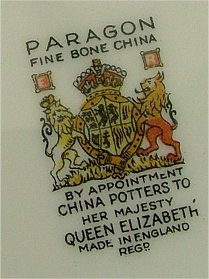 PARAGON
FINE BONE CHINA
E R
BY APPOINTMENT
CHINA POTTERS TO
HER MAJESTY
QUEEN ELIZABETH
MADE IN ENGLAND
REGD.